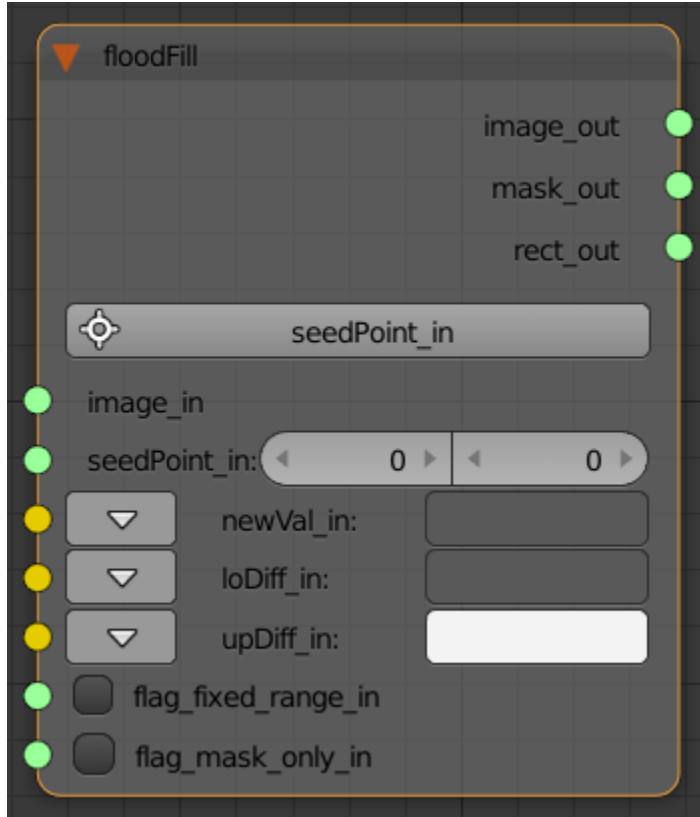 floodFill
image_out
mask_out
rect_out
seedPoint_in
image_in
seedPoint_in: 0 0
newVal_in:
loDiff_in:
upDiff_in:
flag_fixed_range_in
flag_mask_only_in